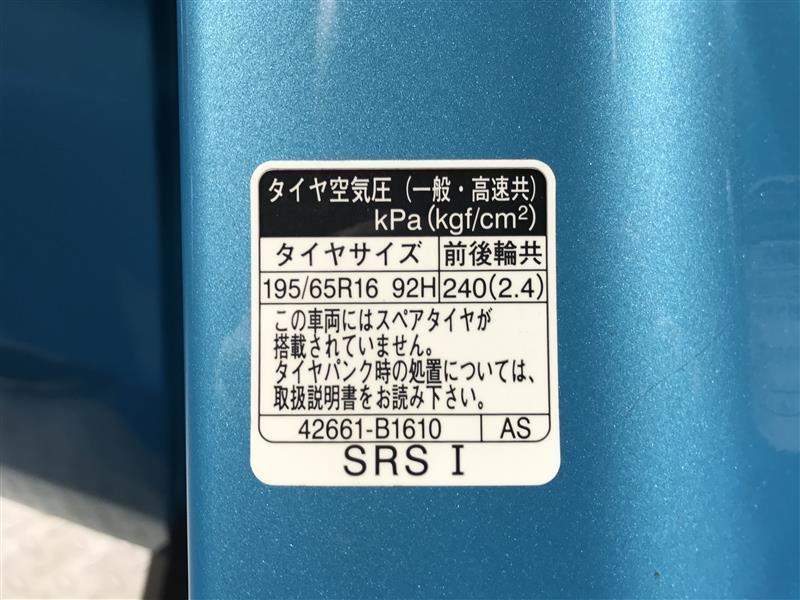 タイヤ空気圧（一般・高速共）
kPa(kgf/cm²)
タイヤサイズ 前後輪共
195/65R16 92H 240(2.4)
この車両にはスペアタイヤが
搭載されていません。
タイヤパンク時の処置については、
取扱説明書をお読み下さい。
42661-B1610 AS
SRS I